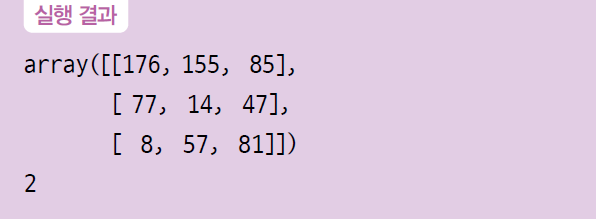 실행 결과
array([[176, 155, 85],
[ 77, 14, 47],
[ 8, 57, 81]])
2